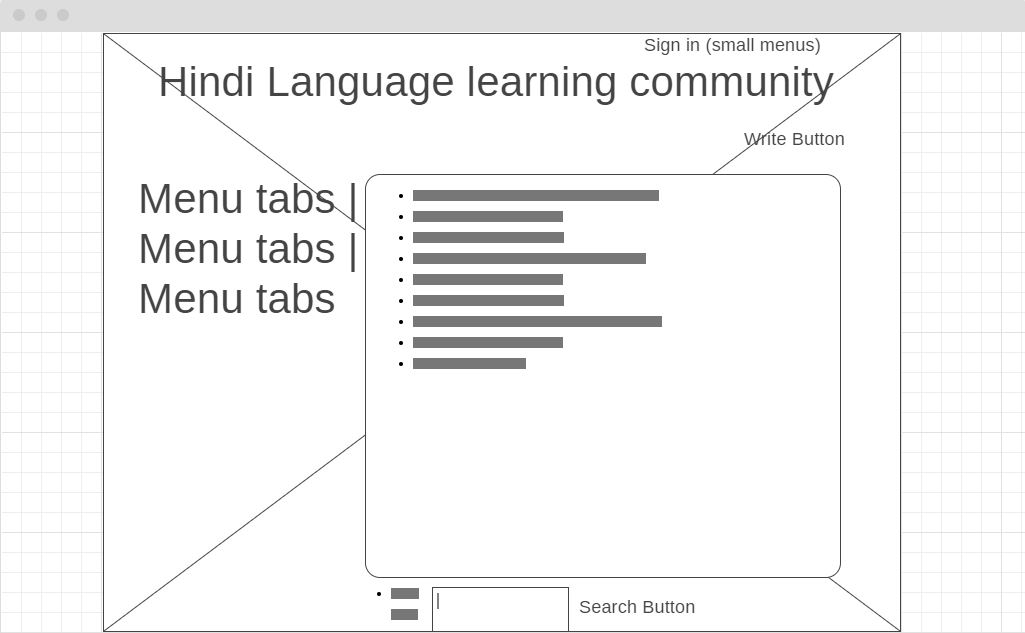 Sign in (small menus)
Hindi Language learning community
Write Button
Menu tabs |
Menu tabs |
Menu tabs
Search Button